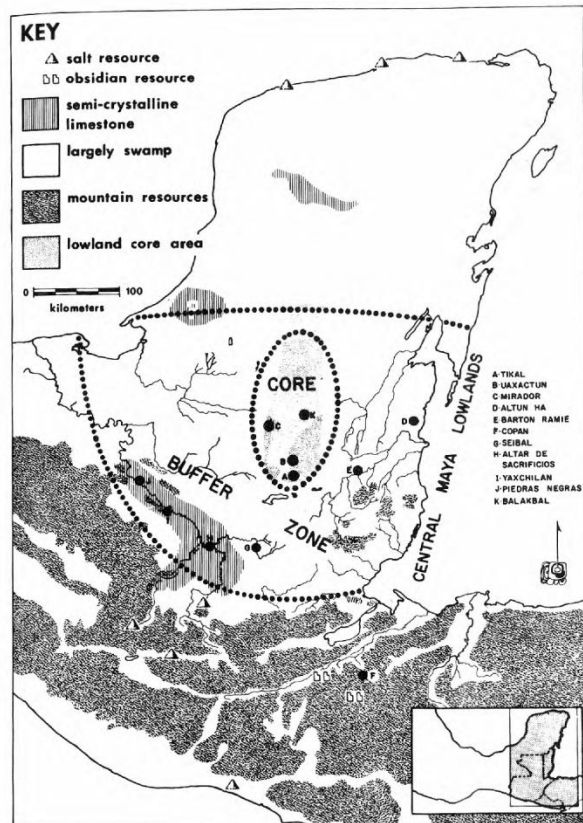 KEY
salt resource
obsidian resource
semi-crystalline
limestone
largely swamp
mountain resources
lowland core area
0 100
kilometers
CORE
K
C
B
A
BUFFER
ZONE
D
E
G
F
CENTRAL MAYA LOWLANDS
A·TIKAL
B·UAXACTUN
C·MIRADOR
D·ALTUN HA
E·BARTON RAMIE
F·COPAN
G·SEIBAL
H·ALTAR DE
SACRIFICIOS
I·YAXCHILAN
J·PIEDRAS NEGRAS
K·BALAKBAL